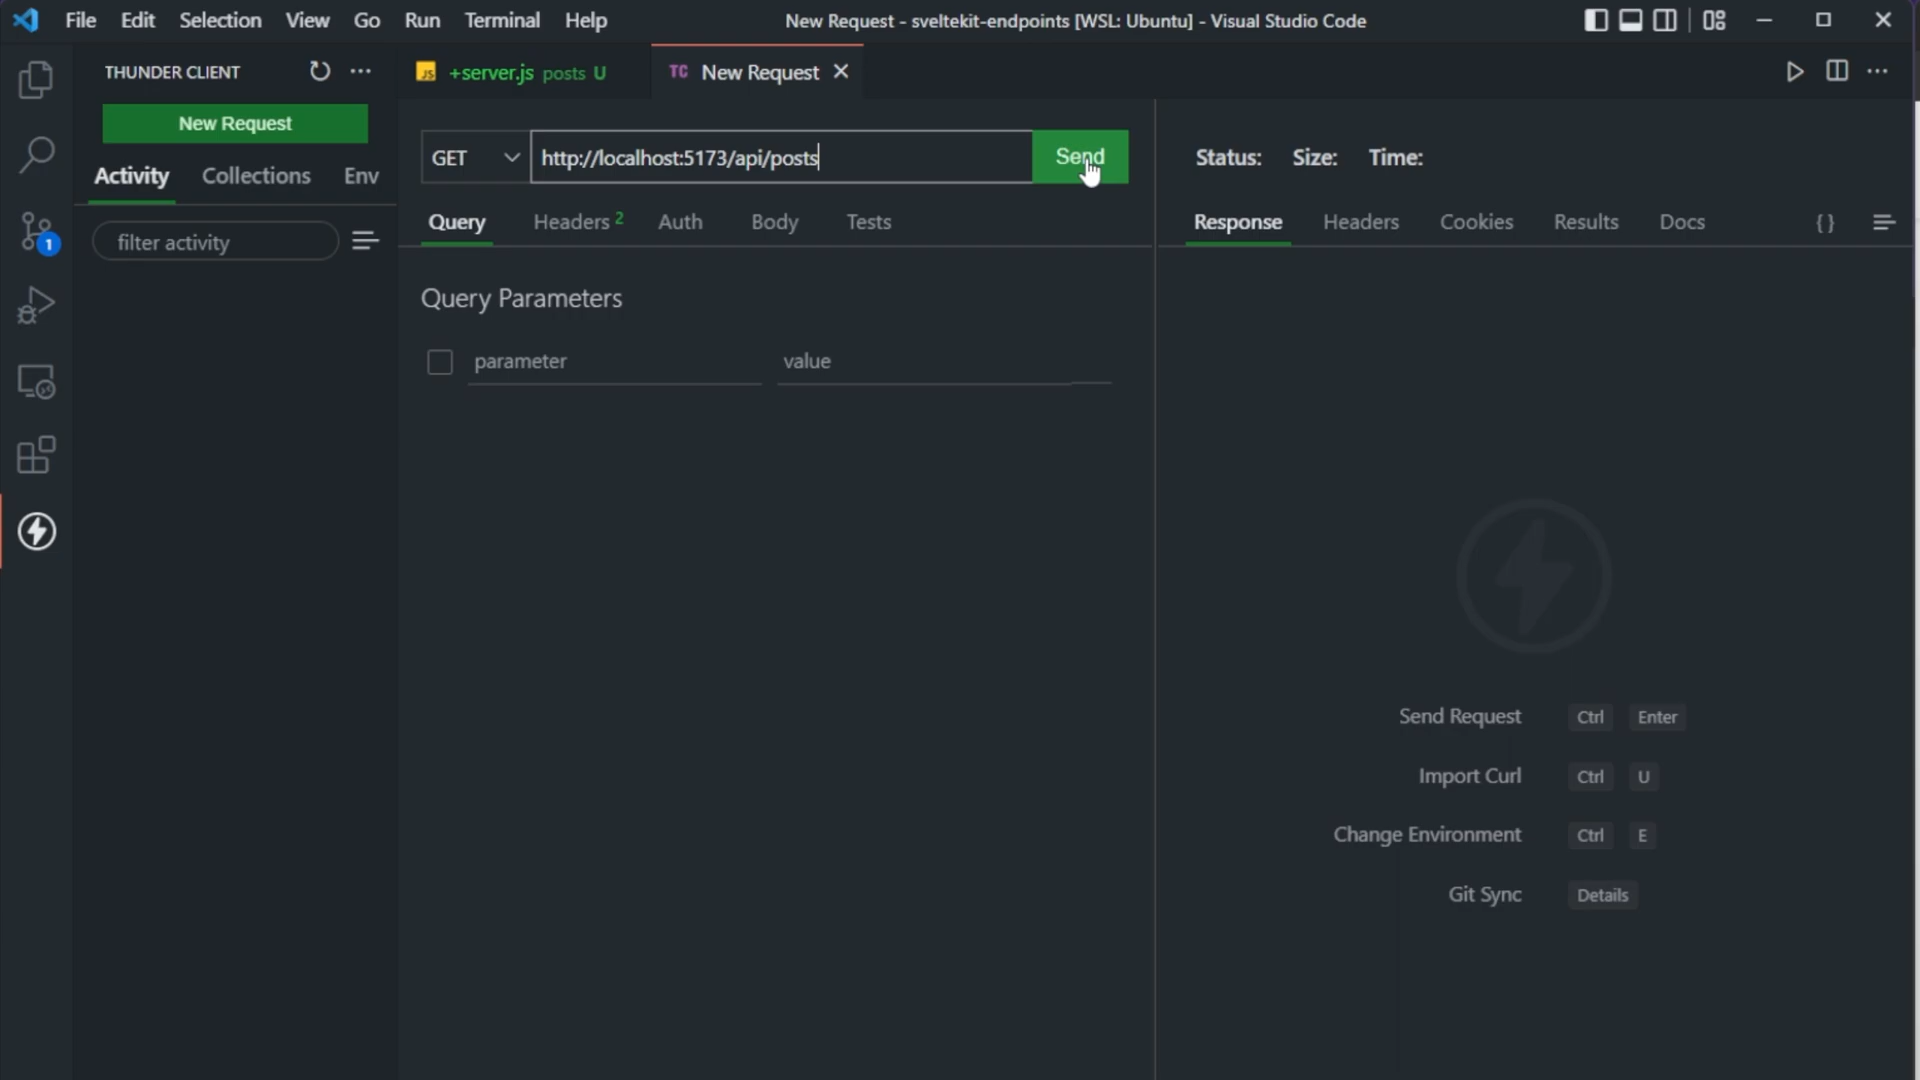 File Edit Selection View Go Run Terminal Help
New Request - sveltekit-endpoints [WSL: Ubuntu] - Visual Studio Code
THUNDER CLIENT
New Request
Activity Collections Env
filter activity
1
JS +server.js posts U
TC New Request
GET http://localhost:5173/api/posts Send
Query Headers 2 Auth Body Tests
Query Parameters
parameter value
Status: Size: Time:
Response Headers Cookies Results Docs { }
Send Request Ctrl Enter
Import Curl Ctrl U
Change Environment Ctrl E
Git Sync Details